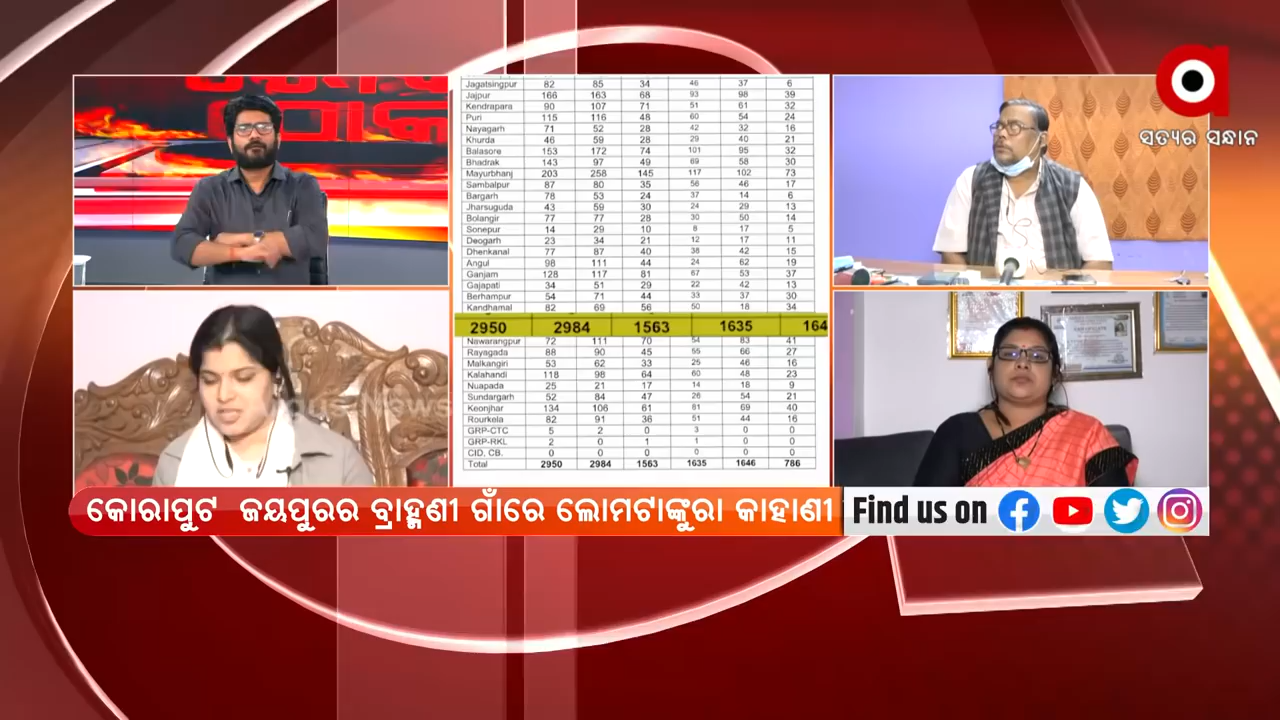 ସତ୍ୟର ସନ୍ଧାନ
Jagatsingpur 82 85 34 46 37 6
Jajpur 166 163 68 93 98 39
Kendrapara 90 107 71 51 61 32
Puri 115 116 48 60 54 24
Nayagarh 71 52 28 42 32 16
Khurda 46 59 28 29 40 21
Balasore 153 172 74 101 95 32
Bhadrak 143 97 49 69 58 30
Mayurbhanj 203 258 145 117 102 73
Sambalpur 87 80 35 56 46 17
Bargarh 78 53 24 37 14 6
Jharsuguda 43 59 30 24 29 13
Bolangir 77 77 28 30 50 14
Sonepur 14 29 10 8 17 5
Deogarh 23 34 21 12 17 11
Dhenkanal 77 87 40 38 42 15
Angul 98 111 44 24 62 19
Ganjam 128 117 81 67 53 37
Gajapati 34 51 29 22 42 13
Berhampur 54 71 44 33 37 30
Kandhamal 82 69 56 50 18 34
2950 2984 1563 1635 164
Nawarangpur 72 111 70 54 83 41
Rayagada 88 90 45 55 66 27
Malkangiri 53 62 33 25 46 16
Kalahandi 118 98 64 60 48 23
Nuapada 25 21 17 14 18 9
Sundargarh 52 84 47 26 54 21
Keonjhar 134 106 61 81 69 40
Rourkela 82 91 36 51 44 16
GRP-CTC 5 2 0 3 0 0
GRP-RKL 2 0 1 1 0 0
CID, CB. 0 0 0 0 0 0
Total 2950 2984 1563 1635 1646 786
News
କୋରାପୁଟ ଜୟପୁରର ବ୍ରାହ୍ମଣୀ ଗାଁରେ ଲୋମଟାଙ୍କୁରା କାହାଣୀ
Find us on